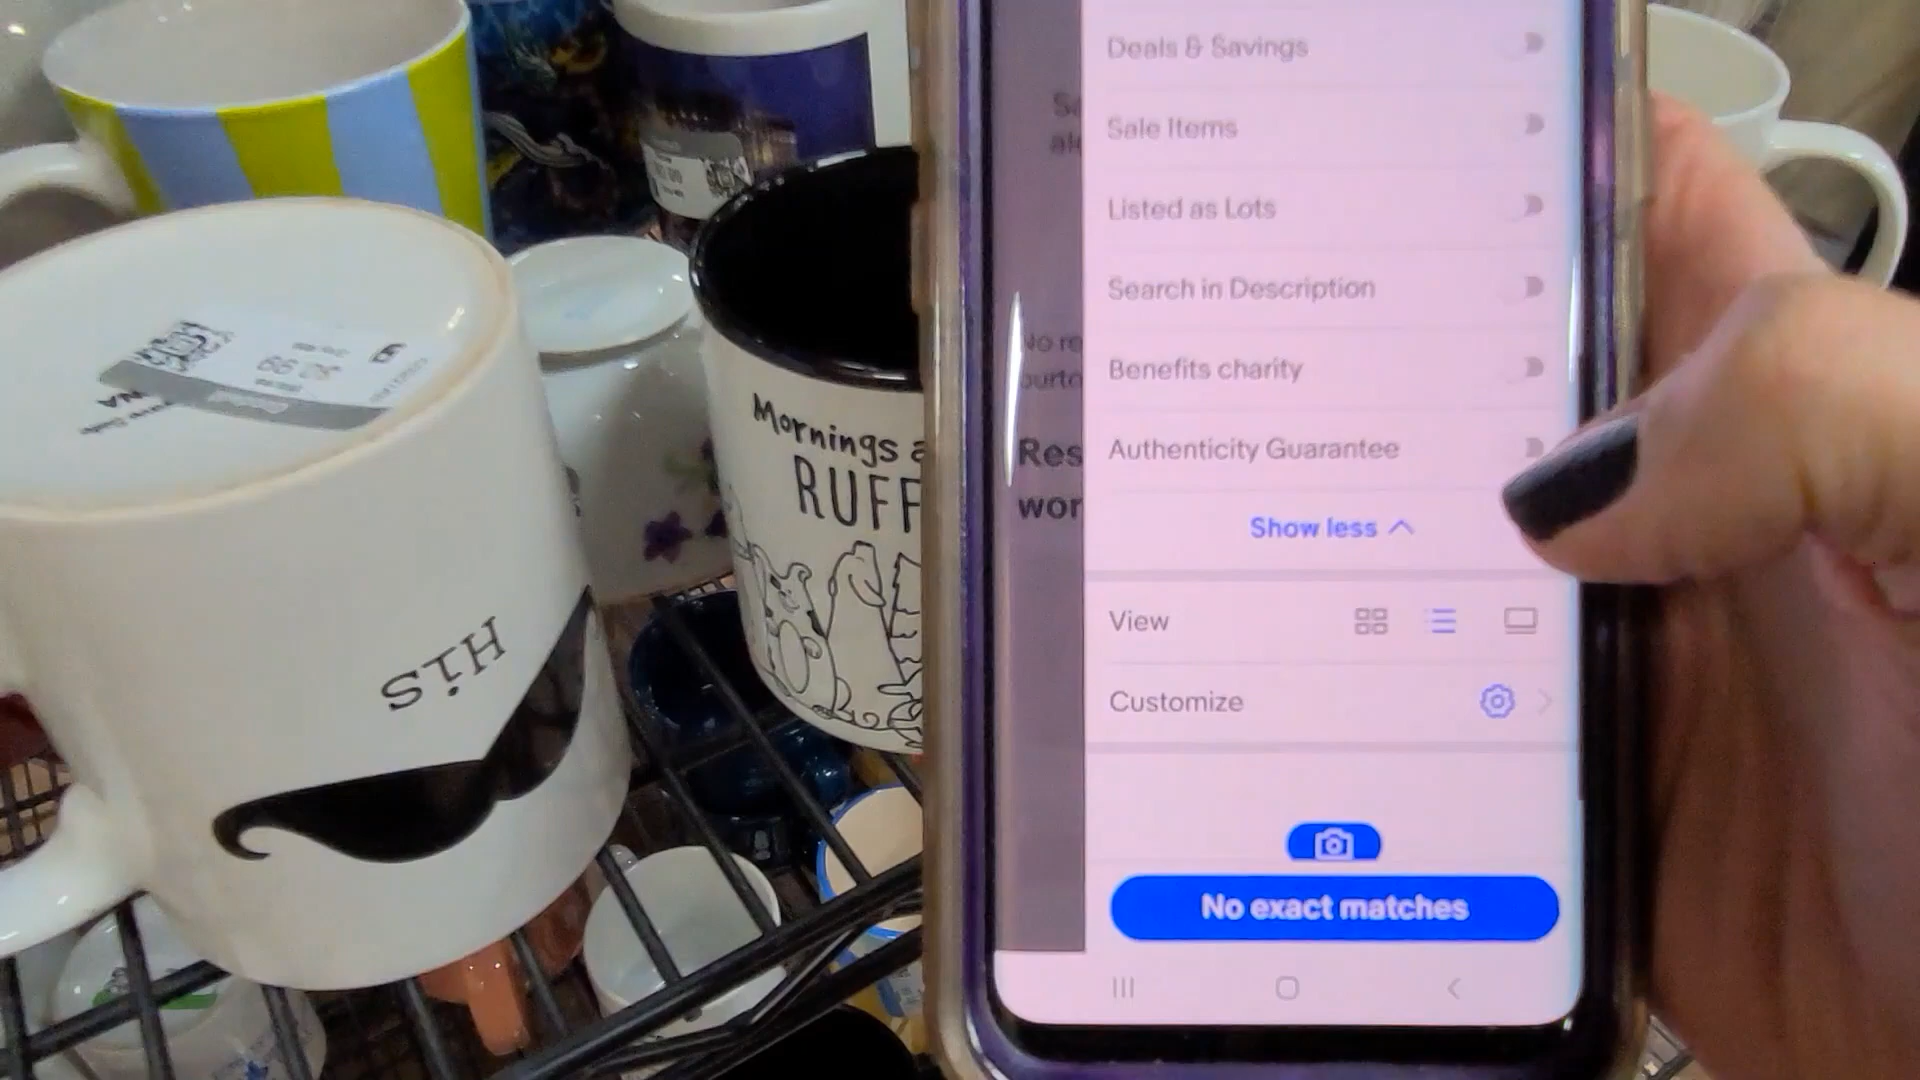 Deals & Savings
Sale Items
Listed as Lots
Search in Description
Benefits charity
Authenticity Guarantee
Show less
View
Customize
No exact matches
Res
wor
Mornings a
RUFF
His